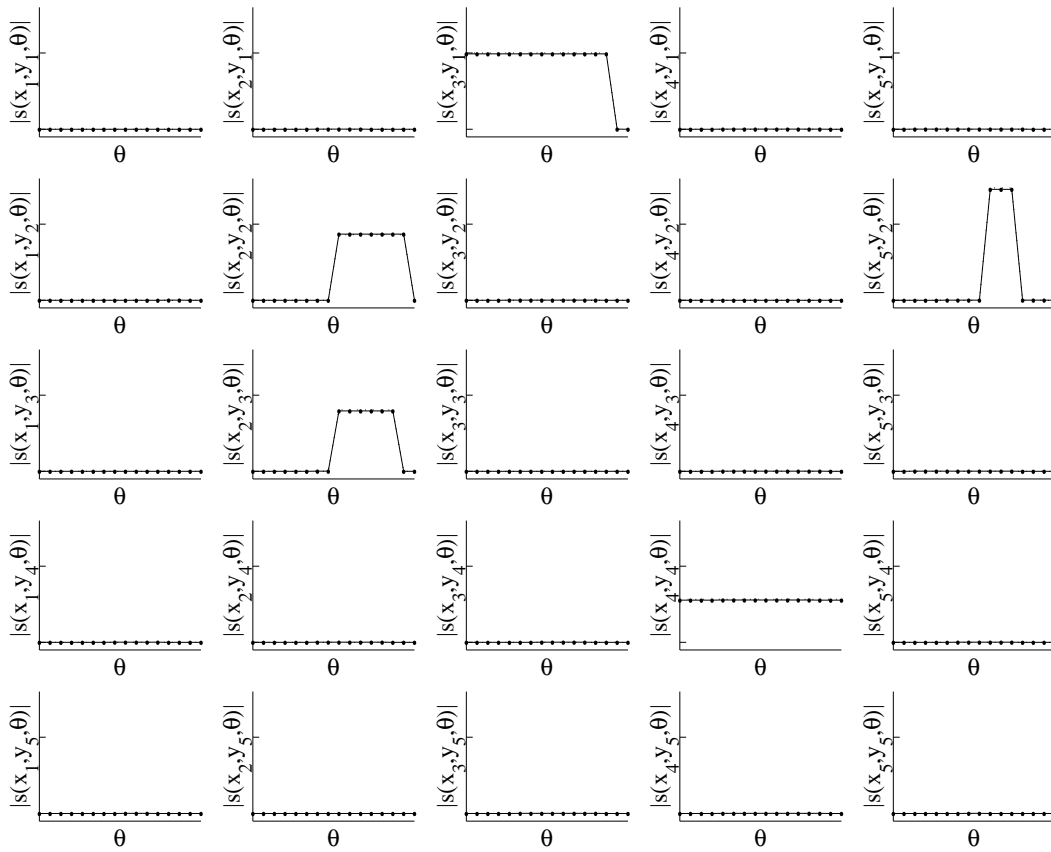 |s(x₁,y₁,θ)| |s(x₂,y₁,θ)| |s(x₃,y₁,θ)| |s(x₄,y₁,θ)| |s(x₅,y₁,θ)|
θ θ θ θ θ
|s(x₁,y₂,θ)| |s(x₂,y₂,θ)| |s(x₃,y₂,θ)| |s(x₄,y₂,θ)| |s(x₅,y₂,θ)|
θ θ θ θ θ
|s(x₁,y₃,θ)| |s(x₂,y₃,θ)| |s(x₃,y₃,θ)| |s(x₄,y₃,θ)| |s(x₅,y₃,θ)|
θ θ θ θ θ
|s(x₁,y₄,θ)| |s(x₂,y₄,θ)| |s(x₃,y₄,θ)| |s(x₄,y₄,θ)| |s(x₅,y₄,θ)|
θ θ θ θ θ
|s(x₁,y₅,θ)| |s(x₂,y₅,θ)| |s(x₃,y₅,θ)| |s(x₄,y₅,θ)| |s(x₅,y₅,θ)|
θ θ θ θ θ